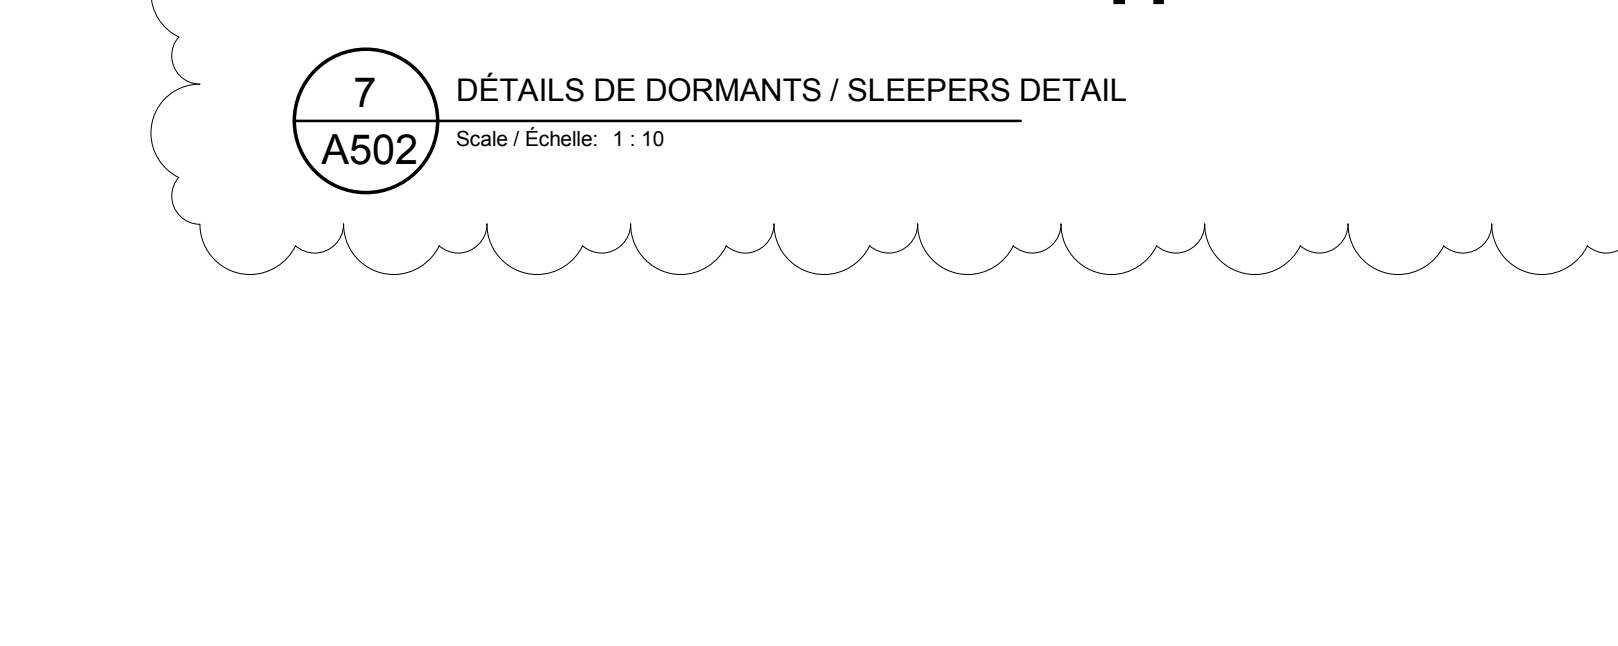 7
DÉTAILS DE DORMANTS / SLEEPERS DETAIL
A502
Scale / Échelle: 1 : 10